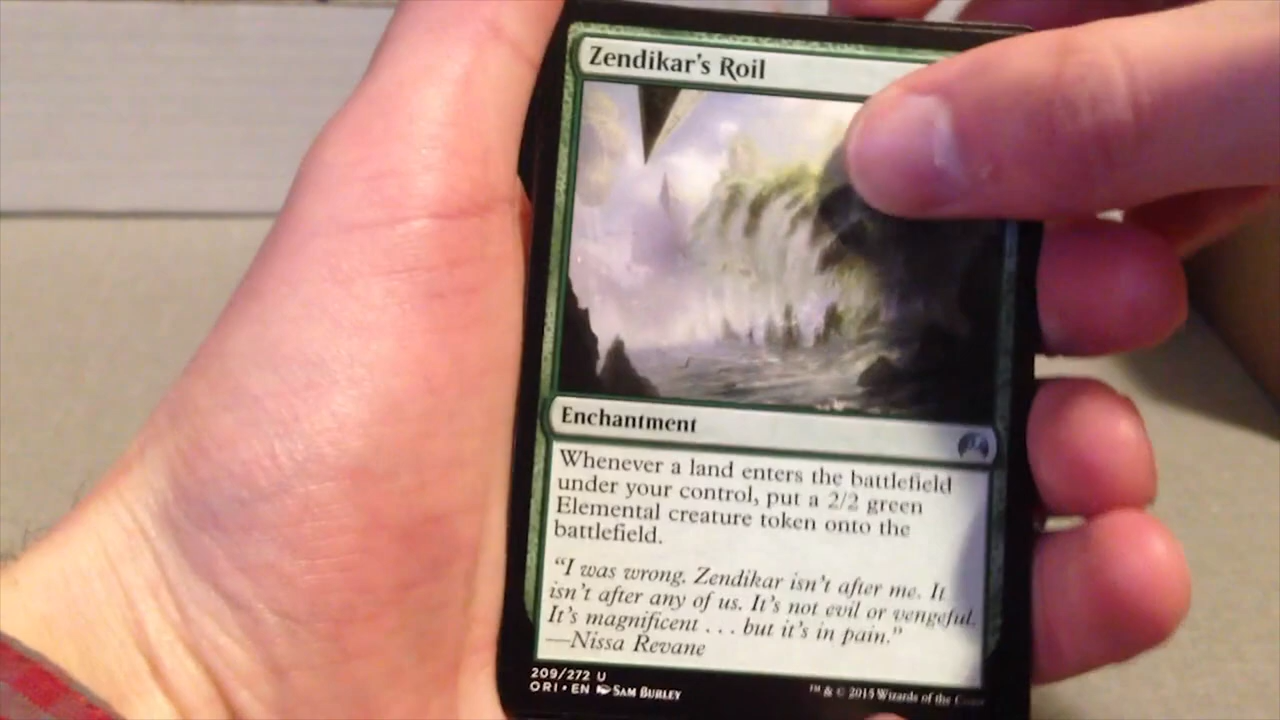 Zendikar's Roil
Enchantment
Whenever a land enters the battlefield
under your control, put a 2/2 green
Elemental creature token onto the
battlefield.
"I was wrong. Zendikar isn't after me. It
isn't after any of us. It's not evil or vengeful.
It's magnificent . . . but it's in pain."
—Nissa Revane
209/272 U
ORI • EN Sam Burley
™ & © 2015 Wizards of the Coast